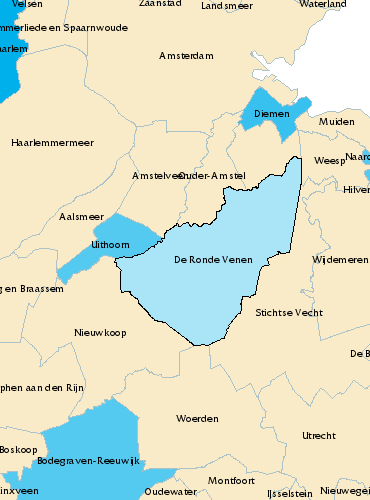 Velsen
Zaanstad
Landsmeer
Waterland
mmerliede en Spaarnwoude
aarlem
Amsterdam
Diemen
Muiden
Haarlemmermeer
Weesp
Naard
Amstelveen
Ouder-Amstel
Hilver
Aalsmeer
Uithoorn
De Ronde Venen
Wijdemeren
g en Braassem
Stichtse Vecht
Nieuwkoop
De B
phen aan den Rijn
Woerden
Utrecht
Boskoop
Bodegraven-Reeuwijk
Montfoort
inxveen
Oudewater
IJsselstein
Nieuwegei